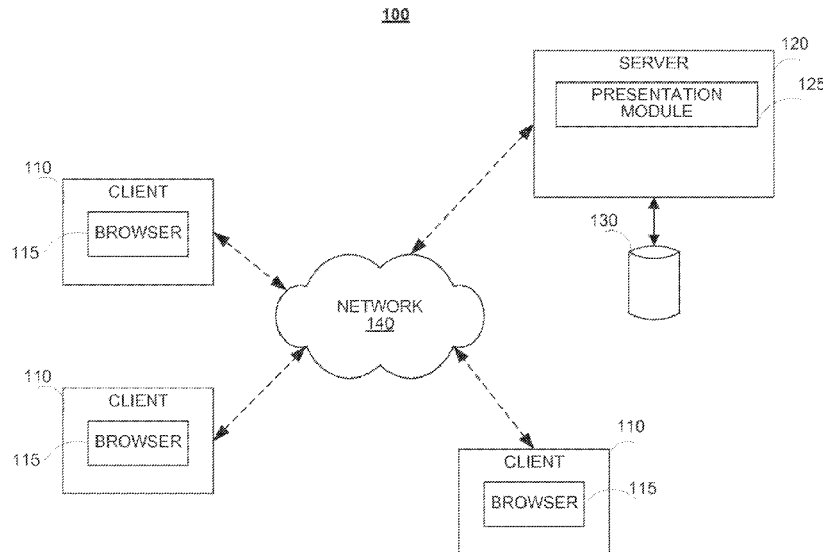 100
120
SERVER
125
PRESENTATION
MODULE
110
CLIENT
115
BROWSER
130
NETWORK
140
110
CLIENT
115
BROWSER
110
CLIENT
115
BROWSER